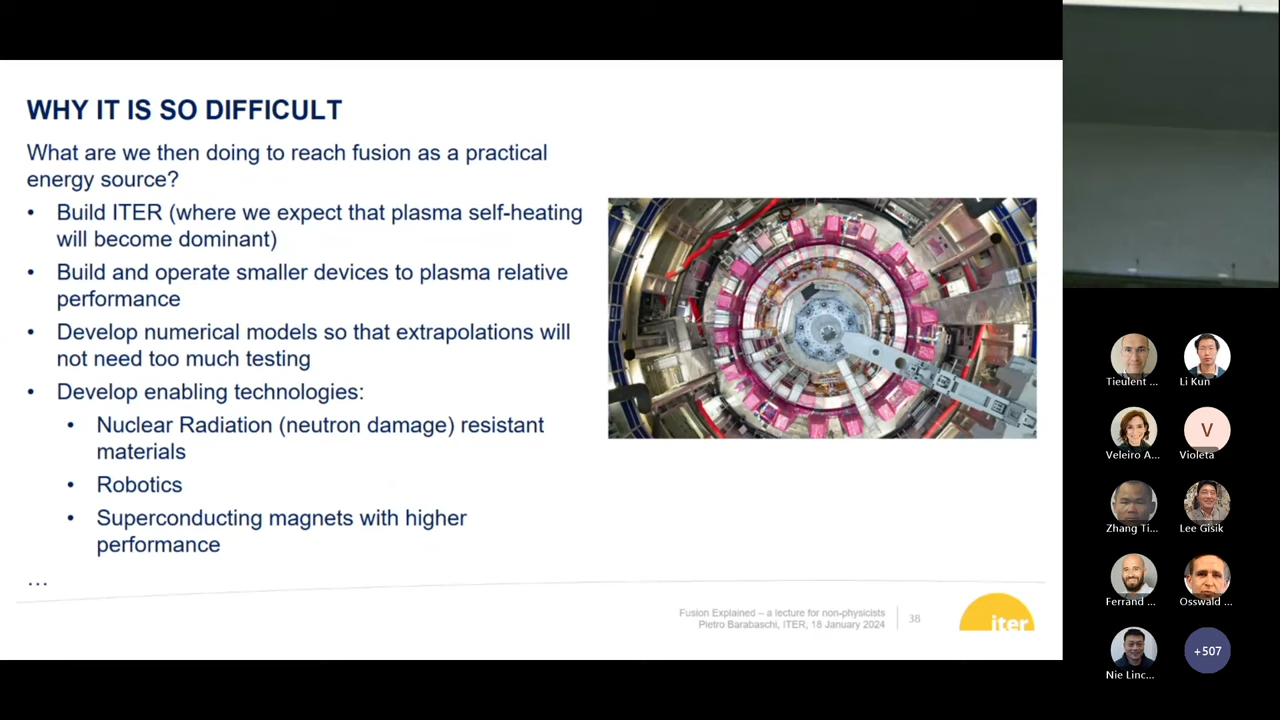 WHY IT IS SO DIFFICULT
What are we then doing to reach fusion as a practical
energy source?
• Build ITER (where we expect that plasma self-heating
will become dominant)
• Build and operate smaller devices to plasma relative
performance
• Develop numerical models so that extrapolations will
not need too much testing
• Develop enabling technologies:
• Nuclear Radiation (neutron damage) resistant
materials
• Robotics
• Superconducting magnets with higher
performance
...
Fusion Explained – a lecture for non-physicists
Pietro Barabaschi, ITER, 18 January 2024
38
iter
Tieulent ...
Li Kun
Veleiro A...
V
Violeta
Zhang Ti...
Lee Gisik
Ferrand ...
Osswald ...
Nie Linc...
+507